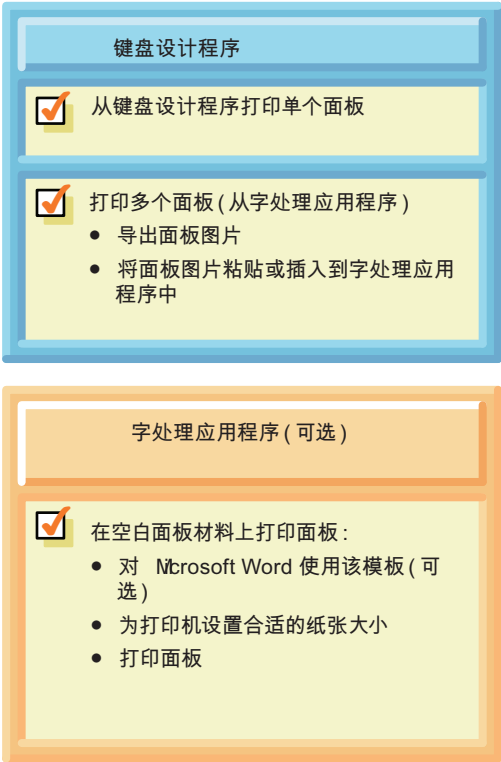 键盘设计程序
从键盘设计程序打印单个面板
打印多个面板(从字处理应用程序)
• 导出面板图片
• 将面板图片粘贴或插入到字处理应用
程序中
字处理应用程序(可选)
在空白面板材料上打印面板:
• 对 Microsoft Word 使用该模板(可
选)
• 为打印机设置合适的纸张大小
• 打印面板